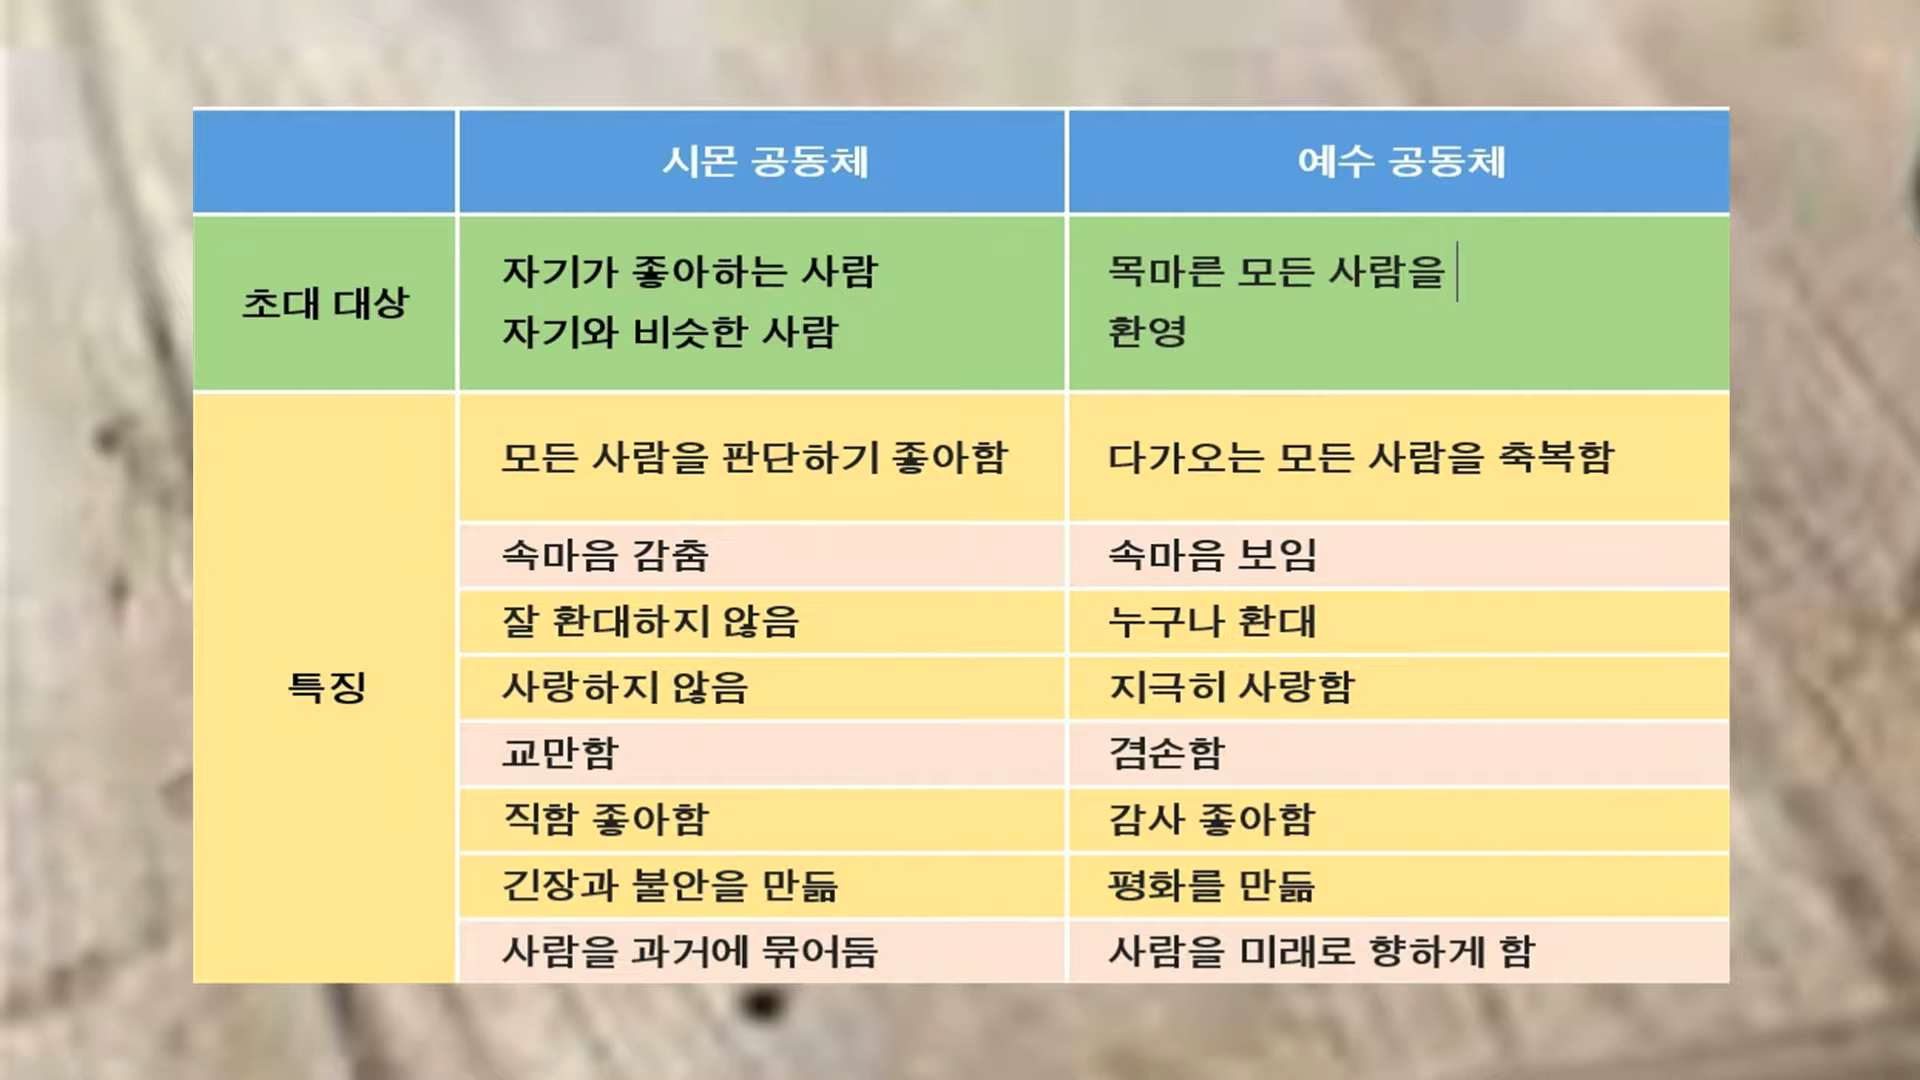 시몬 공동체 예수 공동체
초대 대상
자기가 좋아하는 사람
자기와 비슷한 사람
목마른 모든 사람을
환영
특징
모든 사람을 판단하기 좋아함 다가오는 모든 사람을 축복함
속마음 감춤 속마음 보임
잘 환대하지 않음 누구나 환대
사랑하지 않음 지극히 사랑함
교만함 겸손함
직함 좋아함 감사 좋아함
긴장과 불안을 만듦 평화를 만듦
사람을 과거에 묶어둠 사람을 미래로 향하게 함